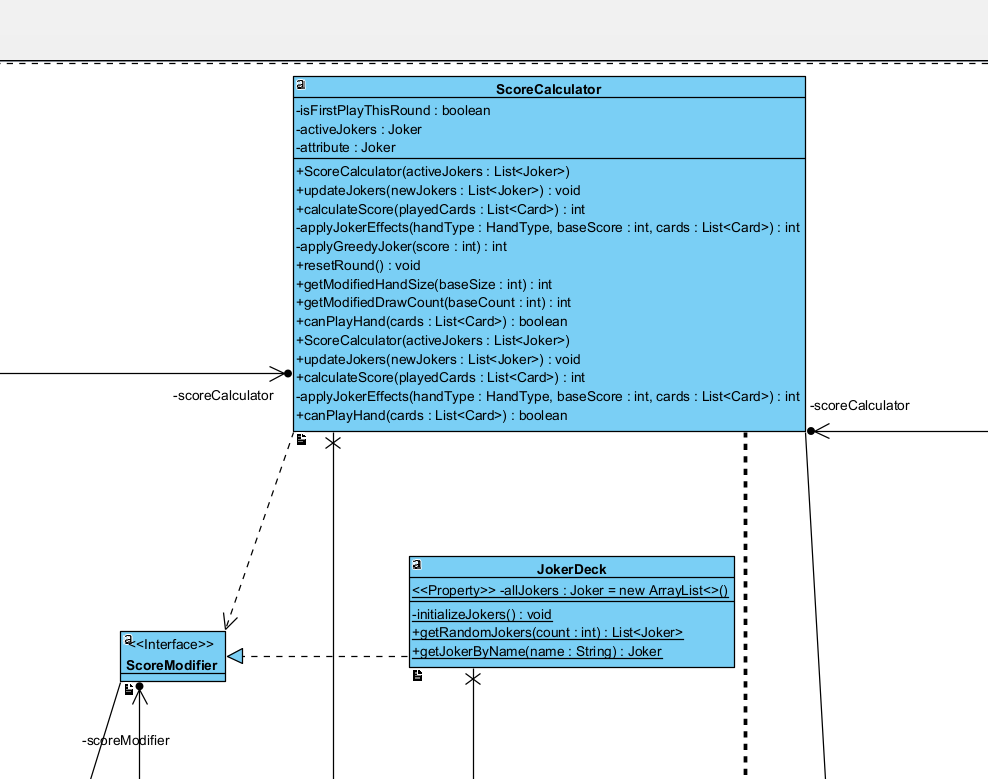 a
ScoreCalculator
-isFirstPlayThisRound : boolean
-activeJokers : Joker
-attribute : Joker
+ScoreCalculator(activeJokers : List<Joker>)
+updateJokers(newJokers : List<Joker>) : void
+calculateScore(playedCards : List<Card>) : int
-applyJokerEffects(handType : HandType, baseScore : int, cards : List<Card>) : int
-applyGreedyJoker(score : int) : int
+resetRound() : void
+getModifiedHandSize(baseSize : int) : int
+getModifiedDrawCount(baseCount : int) : int
+canPlayHand(cards : List<Card>) : boolean
+ScoreCalculator(activeJokers : List<Joker>)
+updateJokers(newJokers : List<Joker>) : void
+calculateScore(playedCards : List<Card>) : int
-applyJokerEffects(handType : HandType, baseScore : int, cards : List<Card>) : int
+canPlayHand(cards : List<Card>) : boolean
-scoreCalculator
-scoreCalculator
a
JokerDeck
<<Property>> -allJokers : Joker = new ArrayList<>()
-initializeJokers() : void
+getRandomJokers(count : int) : List<Joker>
+getJokerByName(name : String) : Joker
a
<<Interface>>
ScoreModifier
-scoreModifier